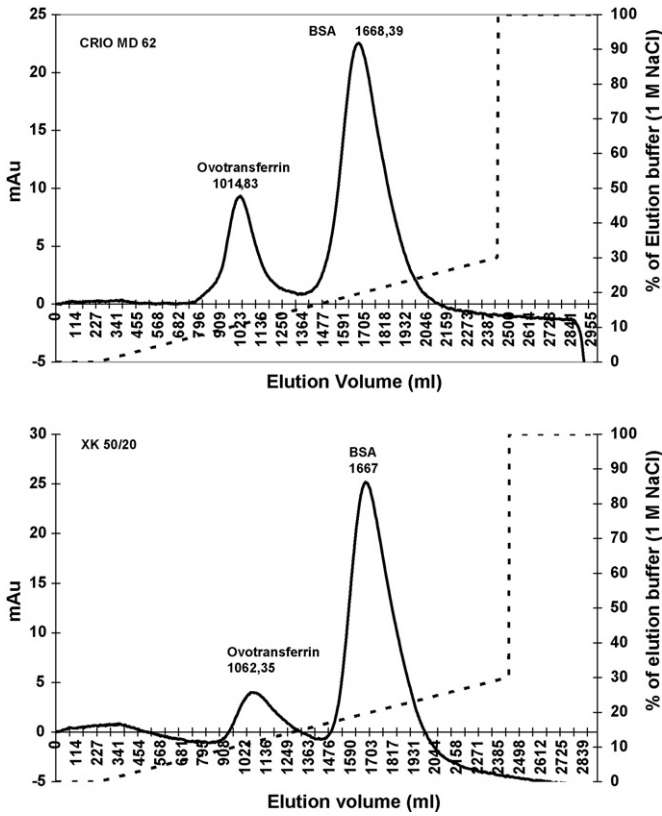 25
20
15
10
5
0
-5
mAu
CRIO MD 62
BSA 1668,39
Ovotransferrin
1014,83
100
90
80
70
60
50
40
30
20
10
0
% of Elution buffer (1 M NaCl)
0 114 227 341 455 568 682 796 909 1023 1136 1250 1364 1477 1591 1705 1818 1932 2046 2159 2273 2387 2500 2614 2728 2841 2955
Elution Volume (ml)
30
25
20
15
10
5
0
-5
mAu
XK 50/20
BSA
1667
Ovotransferrin
1062,35
100
90
80
70
60
50
40
30
20
10
0
% of elution buffer (1 M NaCl)
0 114 227 341 454 568 681 795 908 1022 1136 1249 1363 1476 1590 1703 1817 1931 2044 2158 2271 2385 2498 2612 2725 2839
Elution volume (ml)